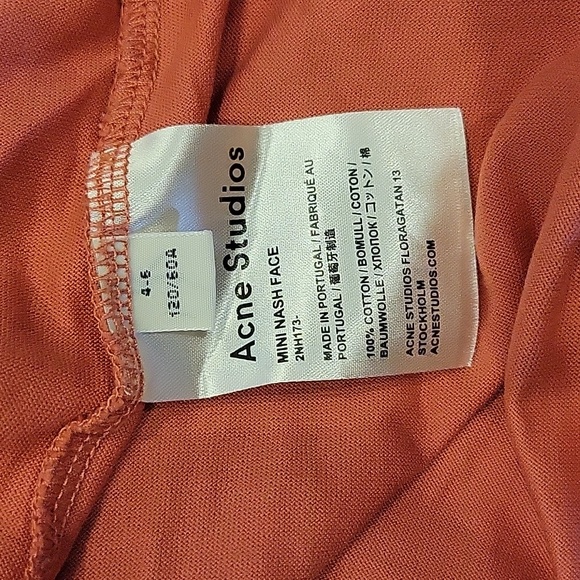 4-6
120/60A
Acne Studios
MINI NASH FACE
2NH173-
MADE IN PORTUGAL / FABRIQUÉ AU
PORTUGAL / 葡萄牙制造
100% COTTON / BOMULL / COTON /
BAUMWOLLE / ХЛОПОК / コットン / 棉
ACNE STUDIOS FLORAGATAN 13
STOCKHOLM
ACNESTUDIOS.COM